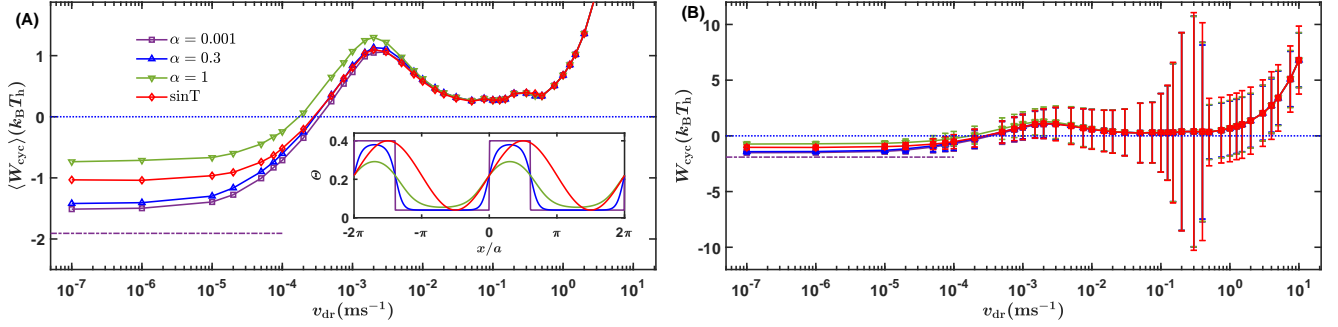 (A)
⟨W_cyc⟩(k_BT_h)
1
0
-1
-2
α = 0.001
α = 0.3
α = 1
sinT
Θ
0.4
0.2
0
-2π -π 0 π 2π
x/a
10^-7 10^-6 10^-5 10^-4 10^-3 10^-2 10^-1 10^0 10^1
v_dr(ms^-1)
(B)
W_cyc(k_BT_h)
10
5
0
-5
-10
10^-7 10^-6 10^-5 10^-4 10^-3 10^-2 10^-1 10^0 10^1
v_dr(ms^-1)